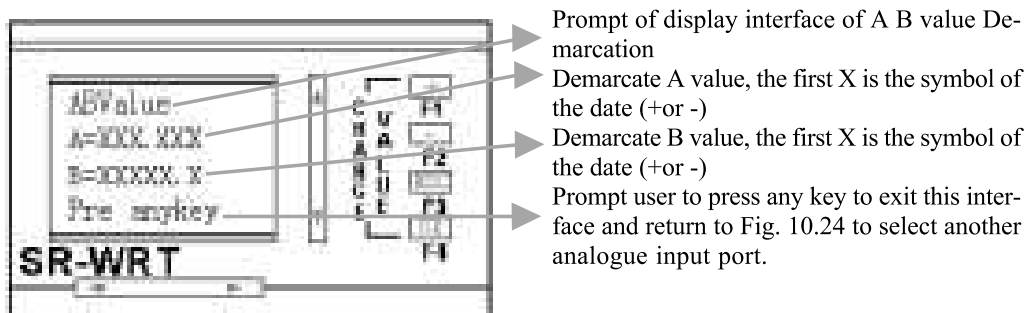 ABValue
A=XXX.XXX
B=XXXXX.X
Pre anykey
SR-WRT
CHANGE
VALUE
F1
F2
F3
F4
Prompt of display interface of A B value De-
marcation
Demarcate A value, the first X is the symbol of
the date (+or -)
Demarcate B value, the first X is the symbol of
the date (+or -)
Prompt user to press any key to exit this inter-
face and return to Fig. 10.24 to select another
analogue input port.